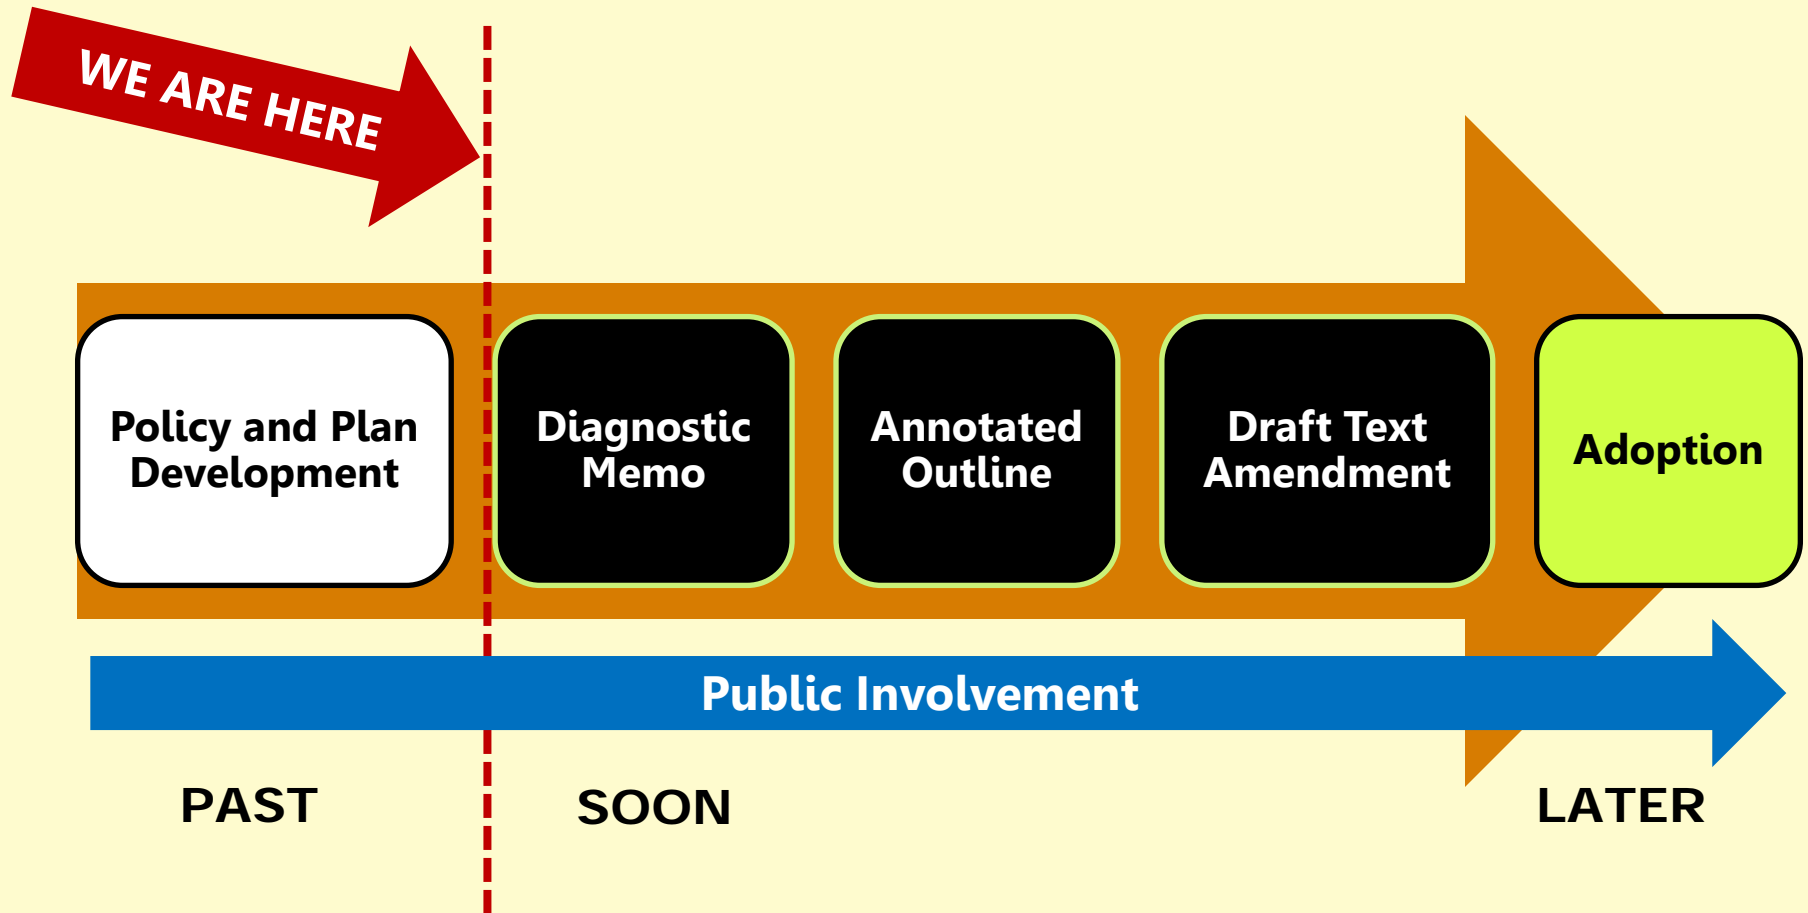 WE ARE HERE
Policy and Plan
Development
Diagnostic
Memo
Annotated
Outline
Draft Text
Amendment
Adoption
Public Involvement
PAST
SOON
LATER